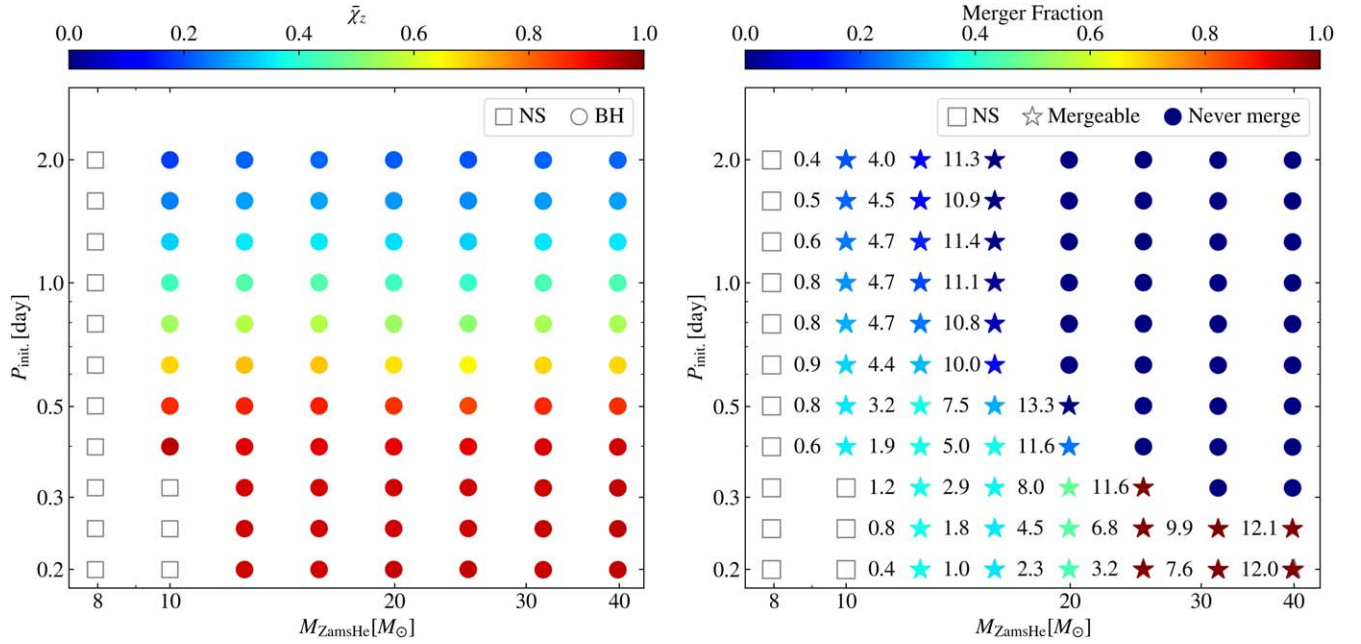 χ̄_z
0.0 0.2 0.4 0.6 0.8 1.0
NS BH
P_init. [day]
2.0
1.0
0.5
0.3
0.2
8 10 20 30 40
M_ZamsHe[M_⊙]
Merger Fraction
0.0 0.2 0.4 0.6 0.8 1.0
NS Mergeable Never merge
P_init. [day]
2.0 0.4 4.0 11.3
0.5 4.5 10.9
0.6 4.7 11.4
1.0 0.8 4.7 11.1
0.8 4.7 10.8
0.9 4.4 10.0
0.5 0.8 3.2 7.5 13.3
0.6 1.9 5.0 11.6
0.3 1.2 2.9 8.0 11.6
0.8 1.8 4.5 6.8 9.9 12.1
0.2 0.4 1.0 2.3 3.2 7.6 12.0
8 10 20 30 40
M_ZamsHe[M_⊙]